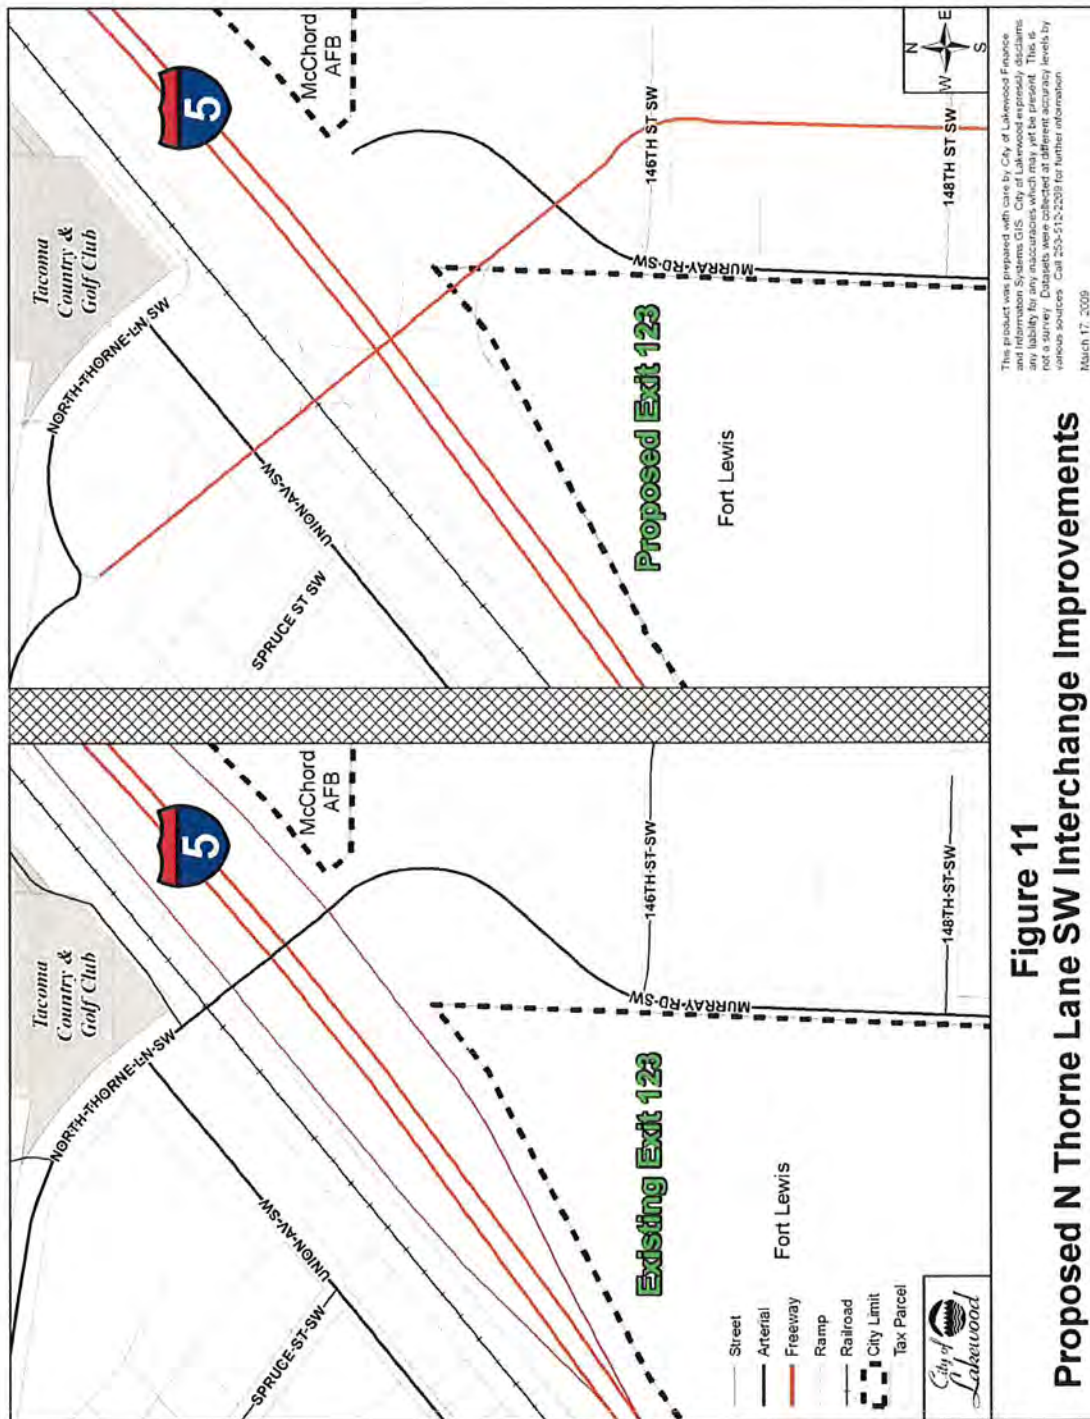 Existing Exit 123
Tacoma
Country &
Golf Club
NORTH-THORNE-LN-SW
5
McChord
AFB
UNION-AV-SW
SPRUCE-ST-SW
MURRAY-RD-SW
146TH-ST-SW
148TH-ST-SW
Fort Lewis
Street
Arterial
Freeway
Ramp
Railroad
City Limit
Tax Parcel
City of
Lakewood
Proposed Exit 123
Tacoma
Country &
Golf Club
NORTH-THORNE-LN SW
5
McChord
AFB
UNION-AV-SW
SPRUCE ST SW
MURRAY-RD-SW
146TH ST SW
148TH ST SW
Fort Lewis
N
W E
S
Figure 11
Proposed N Thorne Lane SW Interchange Improvements
This product was prepared with care by City of Lakewood Finance
and Information Systems GIS. City of Lakewood expressly disclaims
any liability for any inaccuracies which may yet be present. This is
not a survey. Datasets were collected at different accuracy levels by
various sources. Call 253-512-2269 for further information.
March 17, 2009